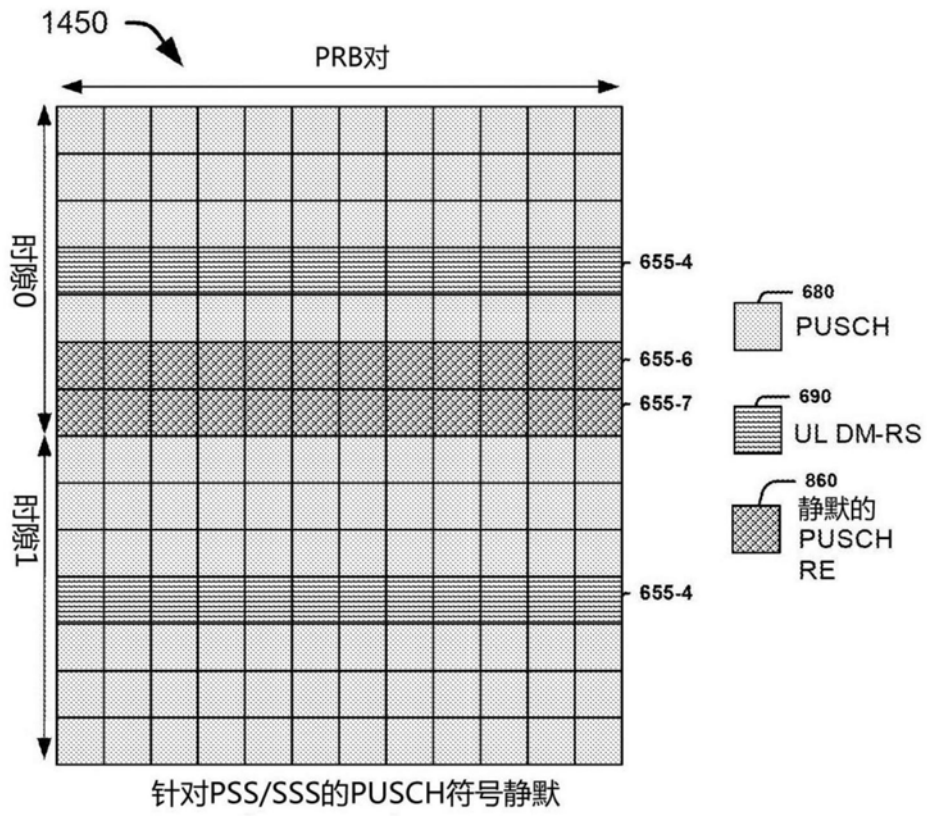 1450
PRB对
时隙0
655-4
655-6
655-7
时隙1
655-4
680
PUSCH
690
UL DM-RS
860
静默的
PUSCH
RE
针对PSS/SSS的PUSCH符号静默